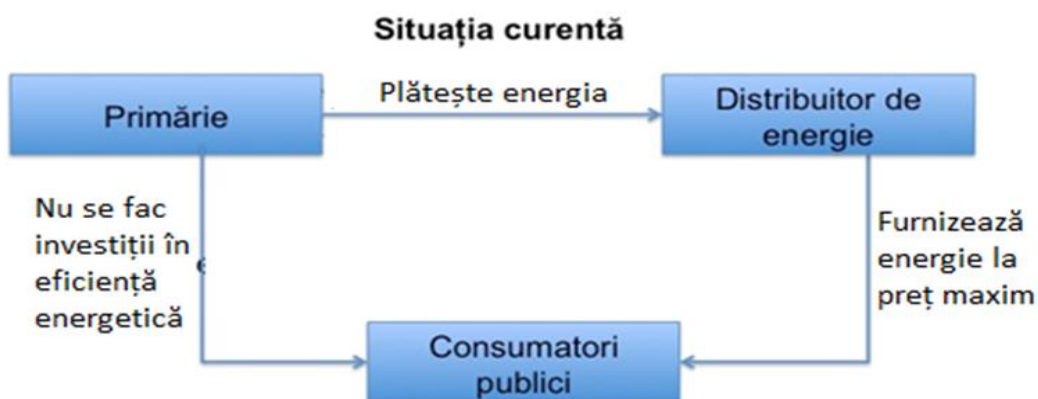 Situația curentă
Primărie
Plătește energia
Distribuitor de
energie
Nu se fac
investiții în
eficiență
energetică
Furnizează
energie la
preț maxim
Consumatori
publici